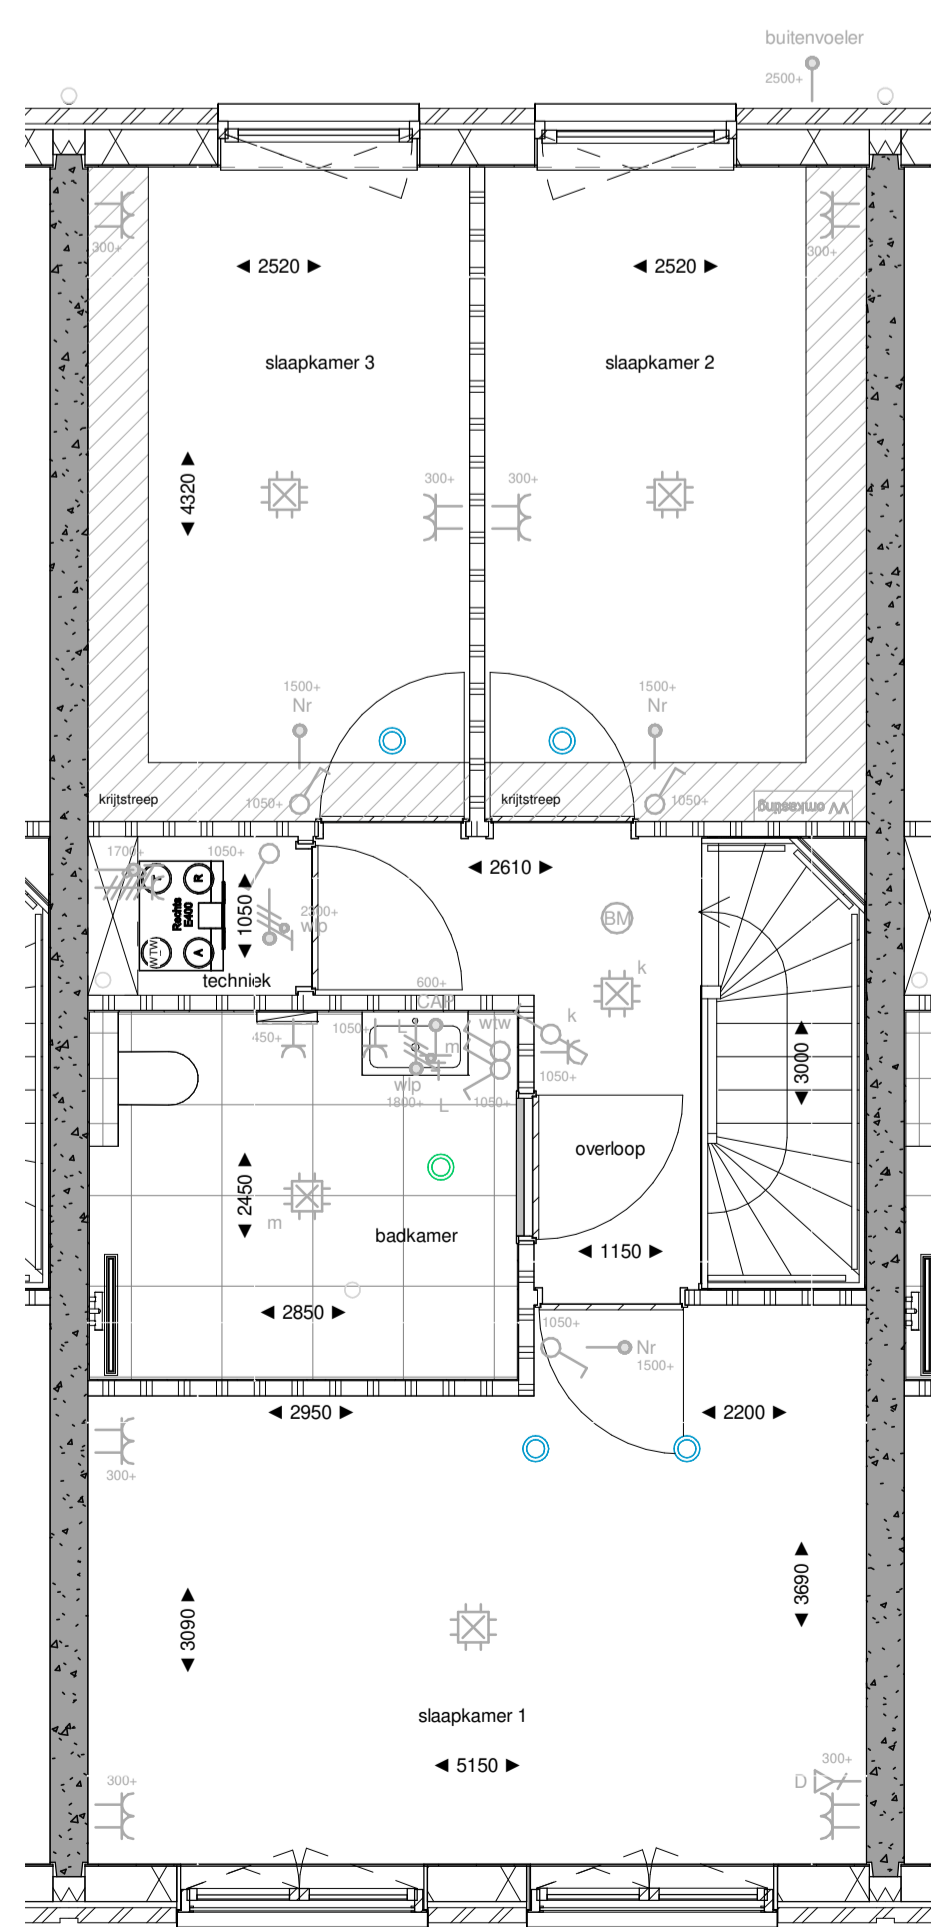 buitenvoeler
2500+
300+
300+
2520
2520
slaapkamer 3
slaapkamer 2
4320
300+
300+
1500+
Nr
1500+
Nr
krijtstreep
1050+
krijtstreep
1050+
VV omkasting
1700+
1050+
2610
R
Rechts
E400
1050
2300+
wlp
BM
WTW
A
techniek
600+
k
CAP
450+
1050+
L
m
wtw
k
1050+
wlp
1800+
L
1050+
3000
overloop
2450
m
badkamer
1150
2850
1050+
Nr
1500+
2950
2200
300+
3090
3690
slaapkamer 1
5150
300+
300+
D